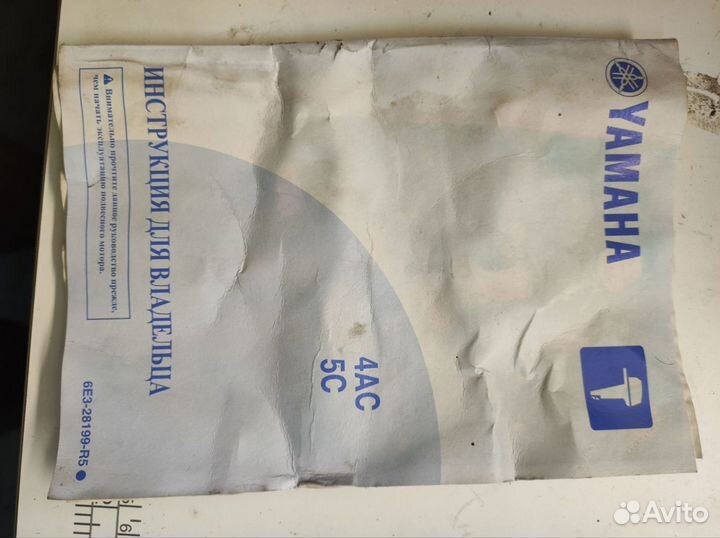 YAMAHA
4AC
5C
ИНСТРУКЦИЯ ДЛЯ ВЛАДЕЛЬЦА
⚠ Внимательно прочтите данное руководство прежде,
чем начать эксплуатацию подвесного мотора.
6E3-28199-R5
6
Avito